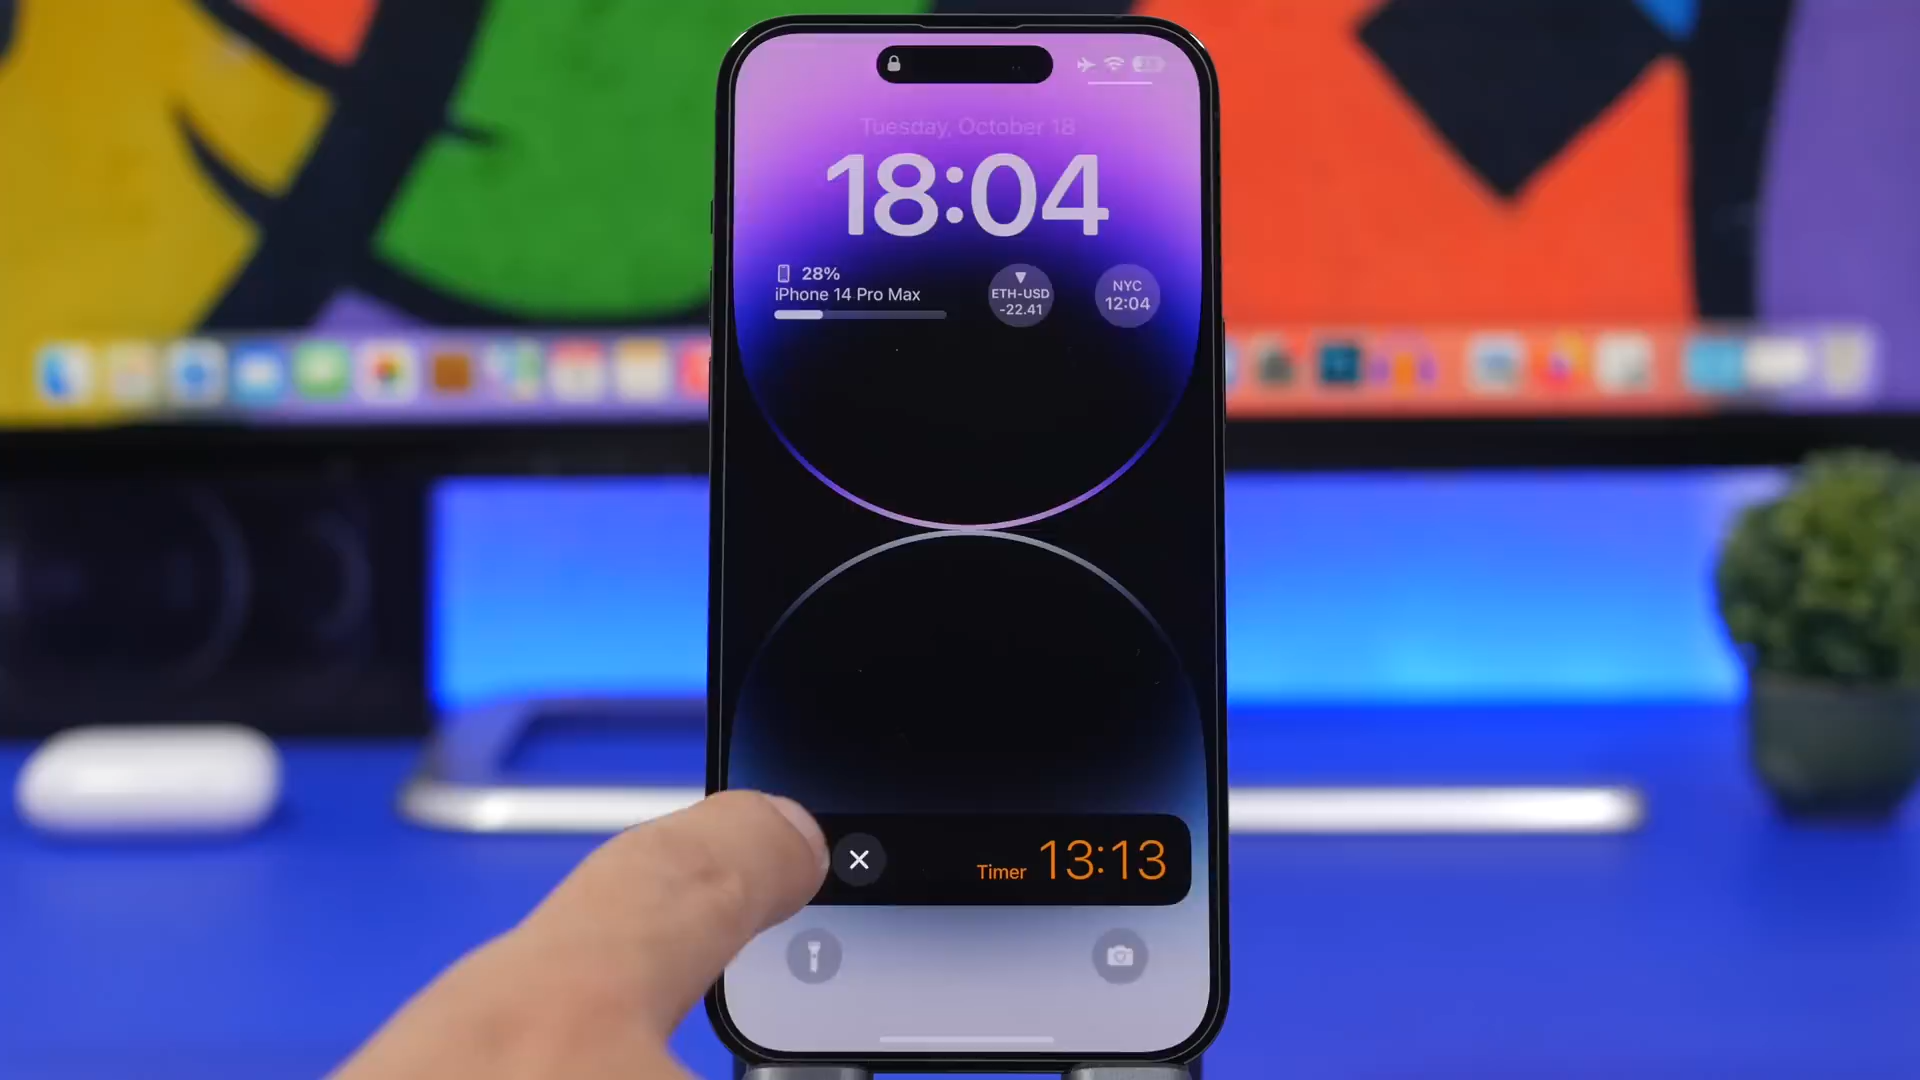 Tuesday, October 18
18:04
28%
iPhone 14 Pro Max
ETH-USD
-22.41
NYC
12:04
Timer 13:13